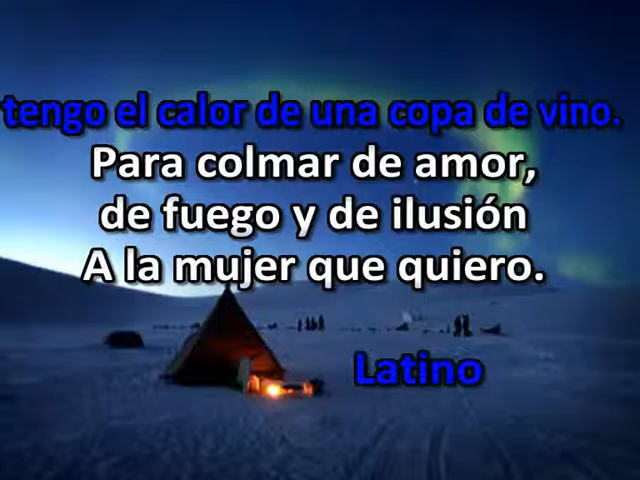 tengo el calor de una copa de vino.
Para colmar de amor,
de fuego y de ilusión
A la mujer que quiero.
Latino